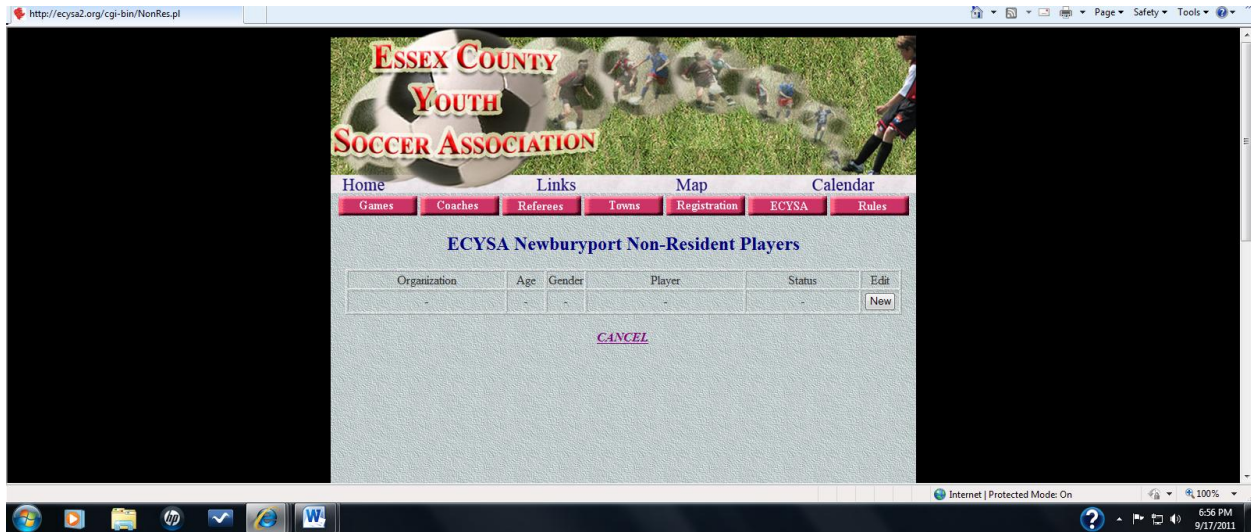 http://ecysa2.org/cgi-bin/NonRes.pl
Page Safety Tools
ESSEX COUNTY
YOUTH
SOCCER ASSOCIATION
Home Links Map Calendar
Games Coaches Referees Towns Registration ECYSA Rules
ECYSA Newburyport Non-Resident Players
Organization Age Gender Player Status Edit
- - - - - New
CANCEL
Internet | Protected Mode: On 100%
hp W ? 6:56 PM
9/17/2011